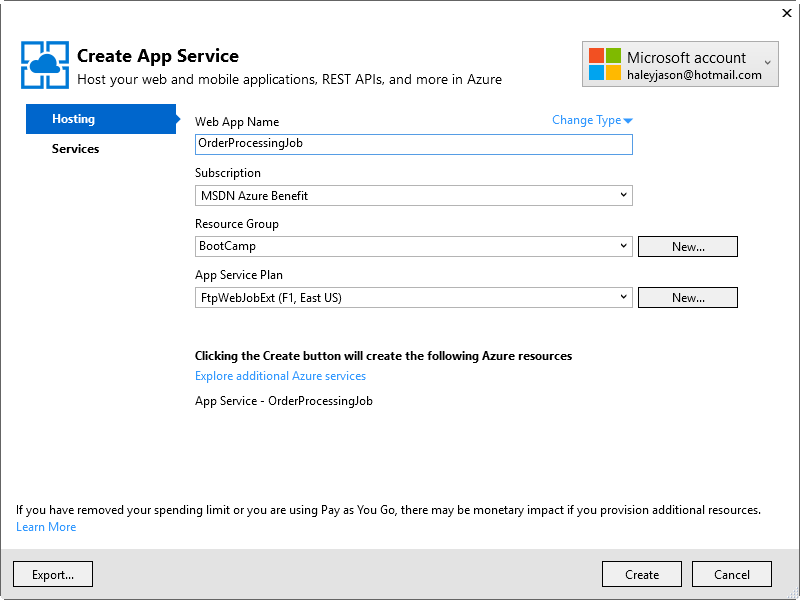 Create App Service
Host your web and mobile applications, REST APIs, and more in Azure
Microsoft account
haleyjason@hotmail.com
Hosting
Services
Web App Name
Change Type
OrderProcessingJob
Subscription
MSDN Azure Benefit
Resource Group
BootCamp
New...
App Service Plan
FtpWebJobExt (F1, East US)
New...
Clicking the Create button will create the following Azure resources
Explore additional Azure services
App Service - OrderProcessingJob
If you have removed your spending limit or you are using Pay as You Go, there may be monetary impact if you provision additional resources.
Learn More
Export...
Create
Cancel